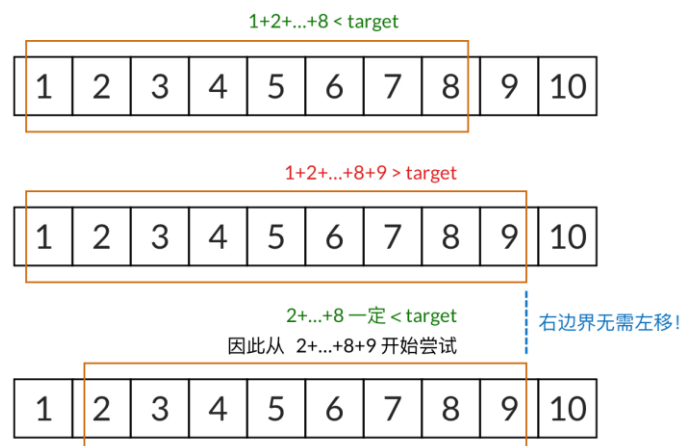 1+2+...+8 < target
1 2 3 4 5 6 7 8 9 10
1+2+...+8+9 > target
1 2 3 4 5 6 7 8 9 10
2+...+8 一定 < target
右边界无需左移!
因此从 2+...+8+9 开始尝试
1 2 3 4 5 6 7 8 9 10